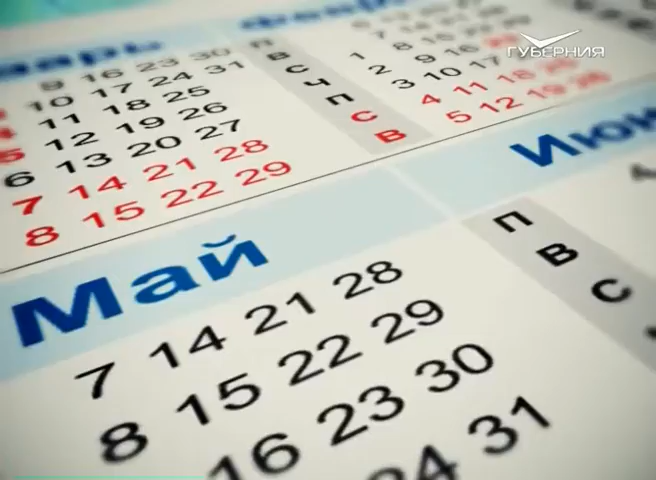 ГУБЕРНИЯ
9 16 23 30
10 17 24 31
11 18 25
5 12 19 26
6 13 20 27
7 14 21 28
8 15 22 29
П
В
С
Ч
П
С
В
1 8 15
2 9 16
3 10 17
4 11 18 25
5 12 19 26
Май
7 14 21 28
8 15 22 29
16 23 30
24 31
П
В
С